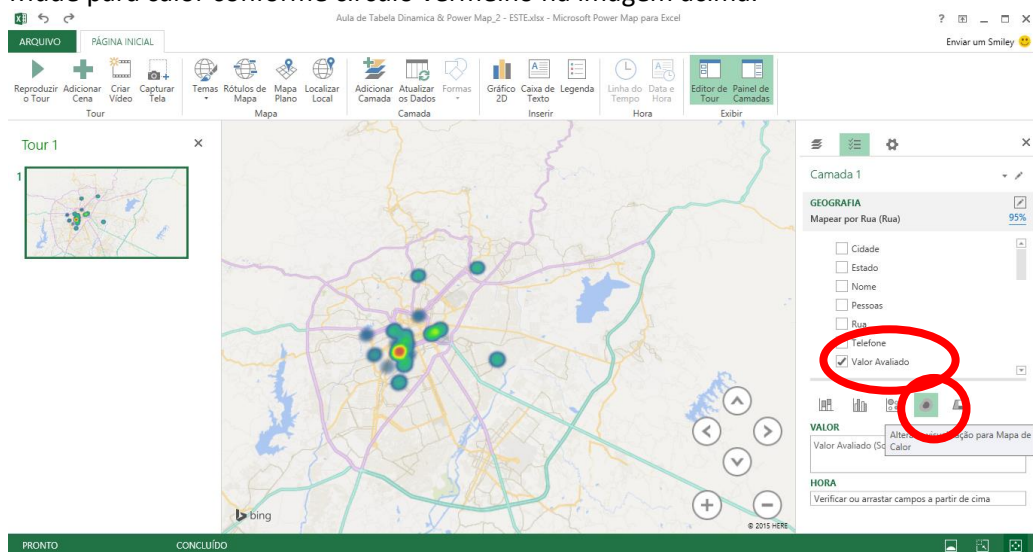 Mude para calor conforme círculo vermelho na imagem acima.
Aula de Tabela Dinamica & Power Map_2 - ESTE.xlsx - Microsoft Power Map para Excel
ARQUIVO PÁGINA INICIAL Enviar um Smiley
Reproduzir o Tour
Adicionar Cena
Criar Vídeo
Capturar Tela
Temas
Rótulos de Mapa
Mapa Plano
Localizar Local
Adicionar Camada
Atualizar os Dados
Formas
Gráfico 2D
Caixa de Texto
Legenda
Linha do Tempo
Data e Hora
Editor de Tour
Painel de Camadas
Tour Mapa Camada Inserir Hora Exibir
Tour 1
1
bing
© 2015 HERE
Camada 1
GEOGRAFIA
Mapear por Rua (Rua) 95%
Cidade
Estado
Nome
Pessoas
Rua
Telefone
Valor Avaliado
VALOR
Valor Avaliado
para Mapa de
Calor
HORA
Verificar ou arrastar campos a partir de cima
PRONTO CONCLUÍDO